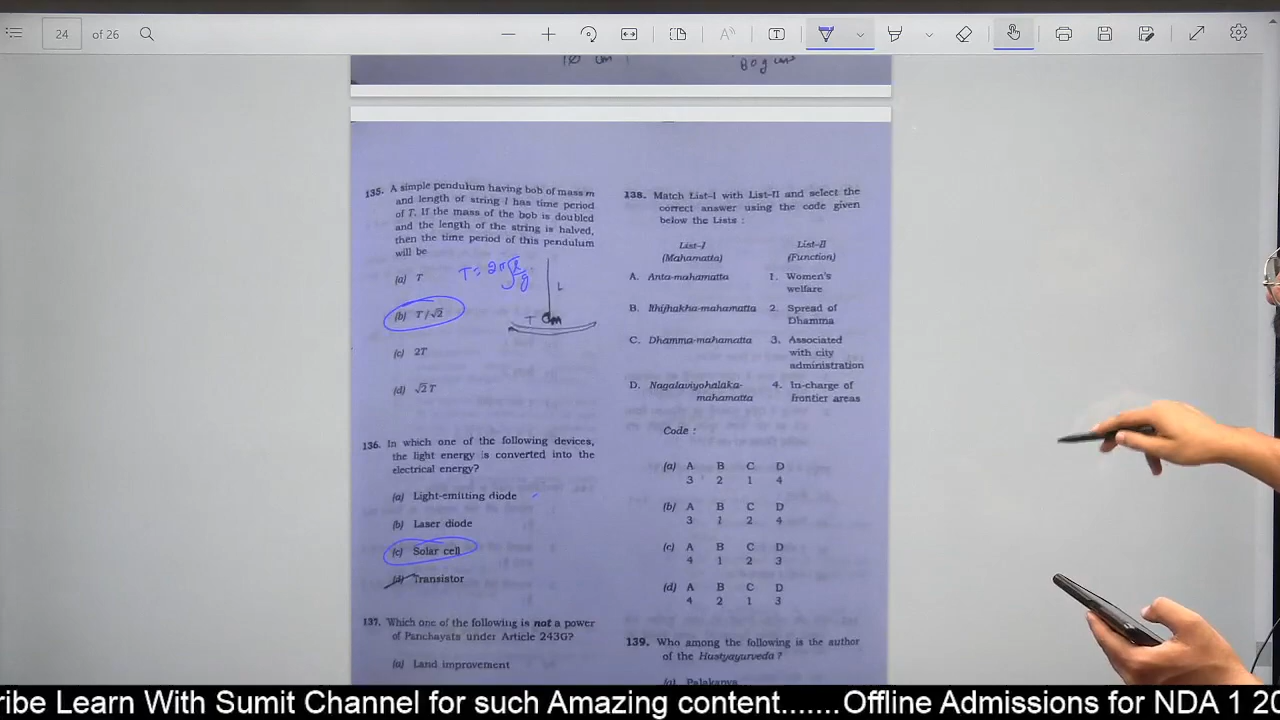 24
of 26
80 g
135. A simple pendulum having bob of mass m
and length of string l has time period
of T. If the mass of the bob is doubled
and the length of the string is halved,
then the time period of this pendulum
will be
(a) T
T = 2π√l/g
L
(b) T/√2
T
m
(c) 2T
(d) √2 T
136. In which one of the following devices,
the light energy is converted into the
electrical energy?
(a) Light-emitting diode
(b) Laser diode
(c) Solar cell
(d) Transistor
137. Which one of the following is not a power
of Panchayats under Article 243G?
(a) Land improvement
138. Match List-I with List-II and select the
correct answer using the code given
below the Lists :
List-I List-II
(Mahamatta) (Function)
A. Anta-mahamatta 1. Women's
welfare
B. Ithijhakha-mahamatta 2. Spread of
Dhamma
C. Dhamma-mahamatta 3. Associated
with city
administration
D. Nagalaviyohalaka- 4. In-charge of
mahamatta frontier areas
Code :
(a) A B C D
3 2 1 4
(b) A B C D
3 1 2 4
(c) A B C D
4 1 2 3
(d) A B C D
4 2 1 3
139. Who among the following is the author
of the Hastyayurveda ?
(a) Palakapya
ribe Learn With Sumit Channel for such Amazing content....... Offline Admissions for NDA 1 20